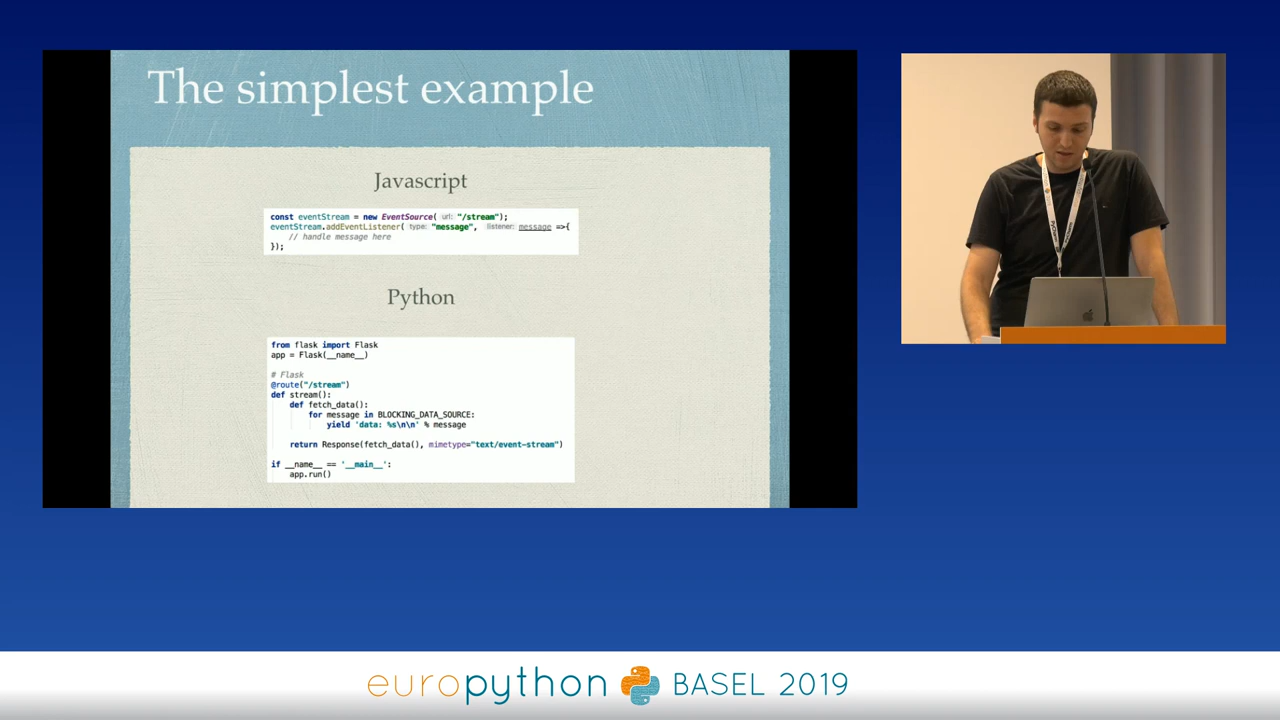 The simplest example
Javascript
const eventStream = new EventSource( url: "/stream");
eventStream.addEventListener( type: "message", listener: message =>{
// handle message here
});
Python
from flask import Flask
app = Flask(__name__)
# Flask
@route("/stream")
def stream():
def fetch_data():
for message in BLOCKING_DATA_SOURCE:
yield 'data: %s\n\n' % message
return Response(fetch_data(), mimetype="text/event-stream")
if __name__ == '__main__':
app.run()
europython BASEL 2019